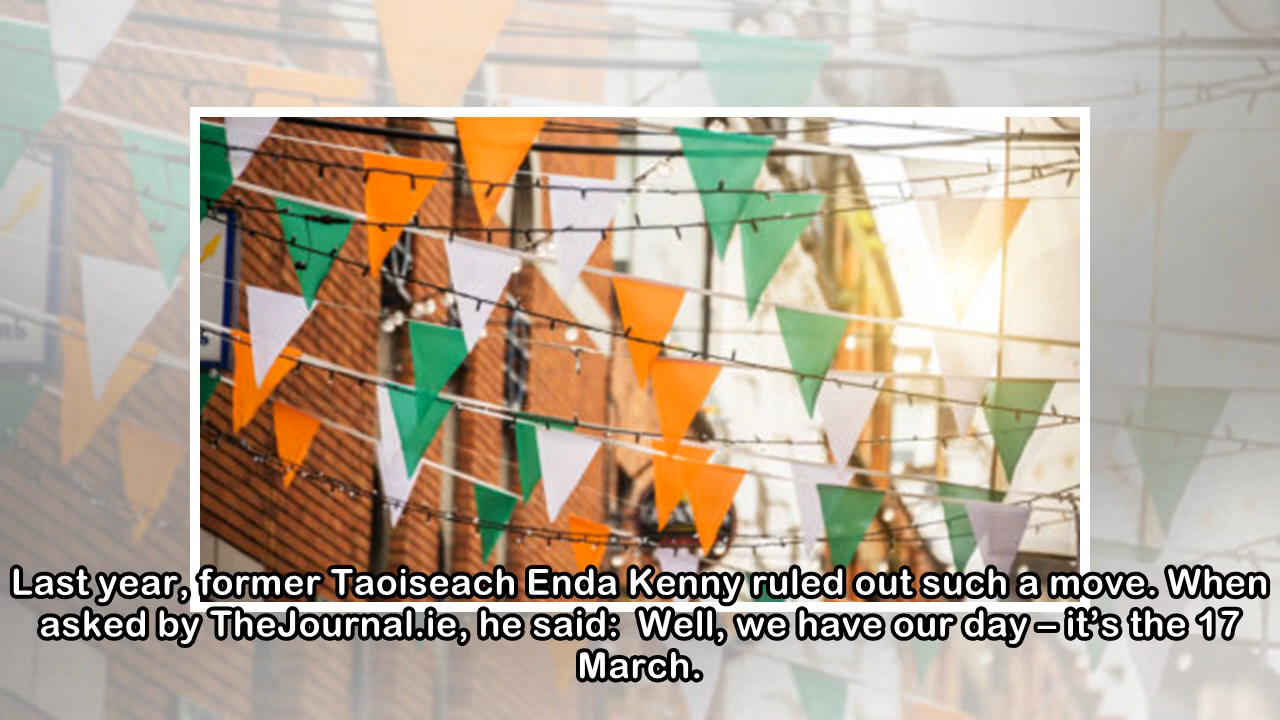 Last year, former Taoiseach Enda Kenny ruled out such a move. When
asked by TheJournal.ie, he said:  Well, we have our day – it's the 17
March.